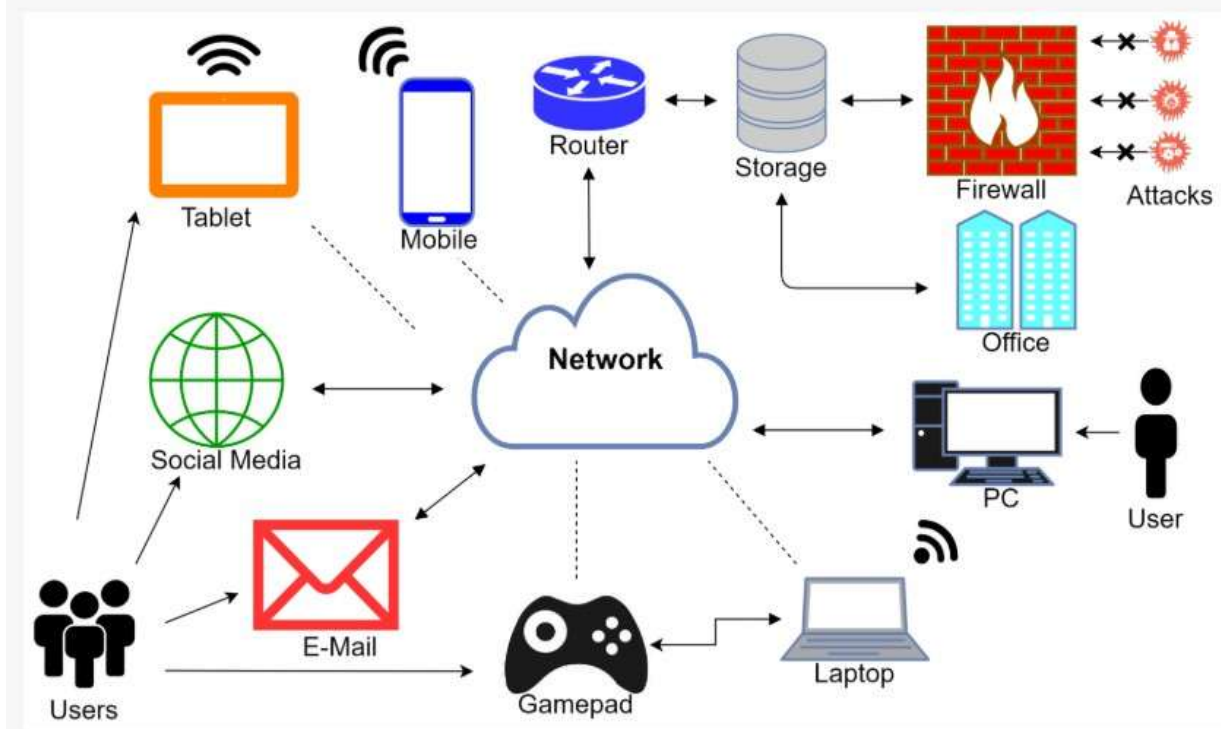 Router
Storage
Firewall
Attacks
Tablet
Mobile
Office
Network
Social Media
PC
User
E-Mail
Laptop
Gamepad
Users